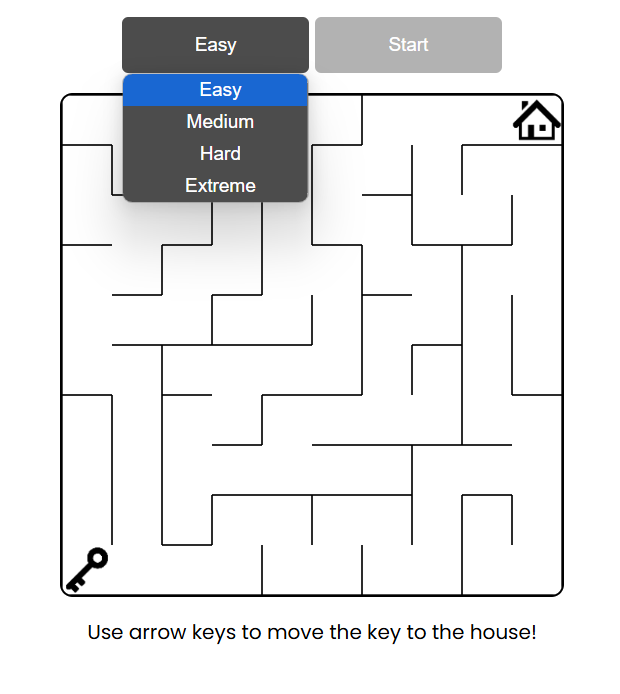 Easy
Start
Easy
Medium
Hard
Extreme
Use arrow keys to move the key to the house!